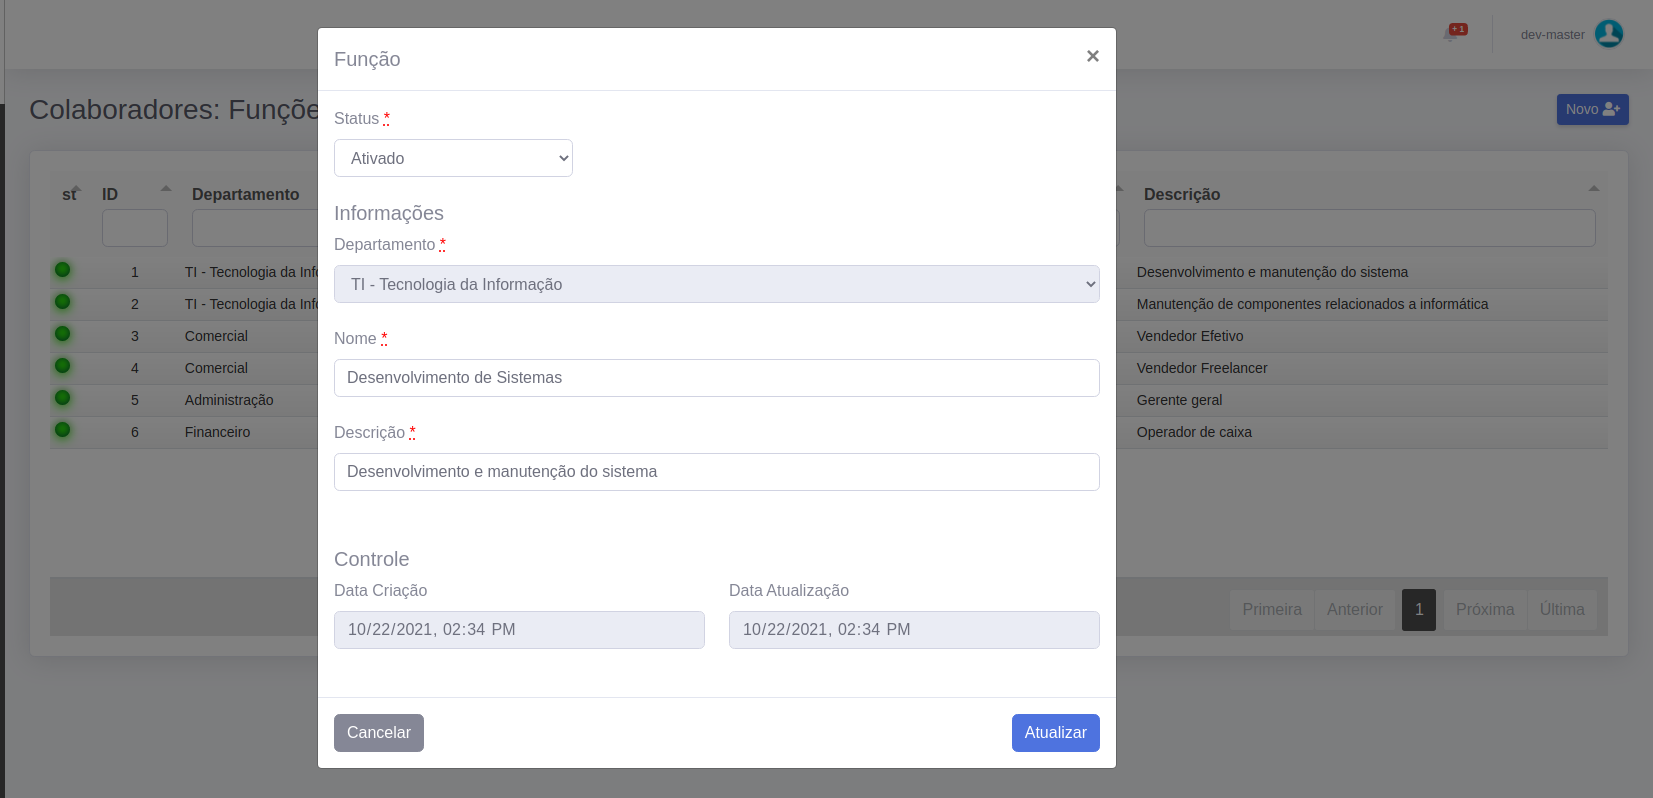 + 1
dev-master
Colaboradores: Funçõe
Novo
st ID Departamento Descrição
1 TI - Tecnologia da Info Desenvolvimento e manutenção do sistema
2 TI - Tecnologia da Info Manutenção de componentes relacionados a informática
3 Comercial Vendedor Efetivo
4 Comercial Vendedor Freelancer
5 Administração Gerente geral
6 Financeiro Operador de caixa
Primeira Anterior 1 Próxima Última
Função ×
Status *
Ativado
Informações
Departamento *
TI - Tecnologia da Informação
Nome *
Desenvolvimento de Sistemas
Descrição *
Desenvolvimento e manutenção do sistema
Controle
Data Criação Data Atualização
10/22/2021, 02:34 PM 10/22/2021, 02:34 PM
Cancelar Atualizar